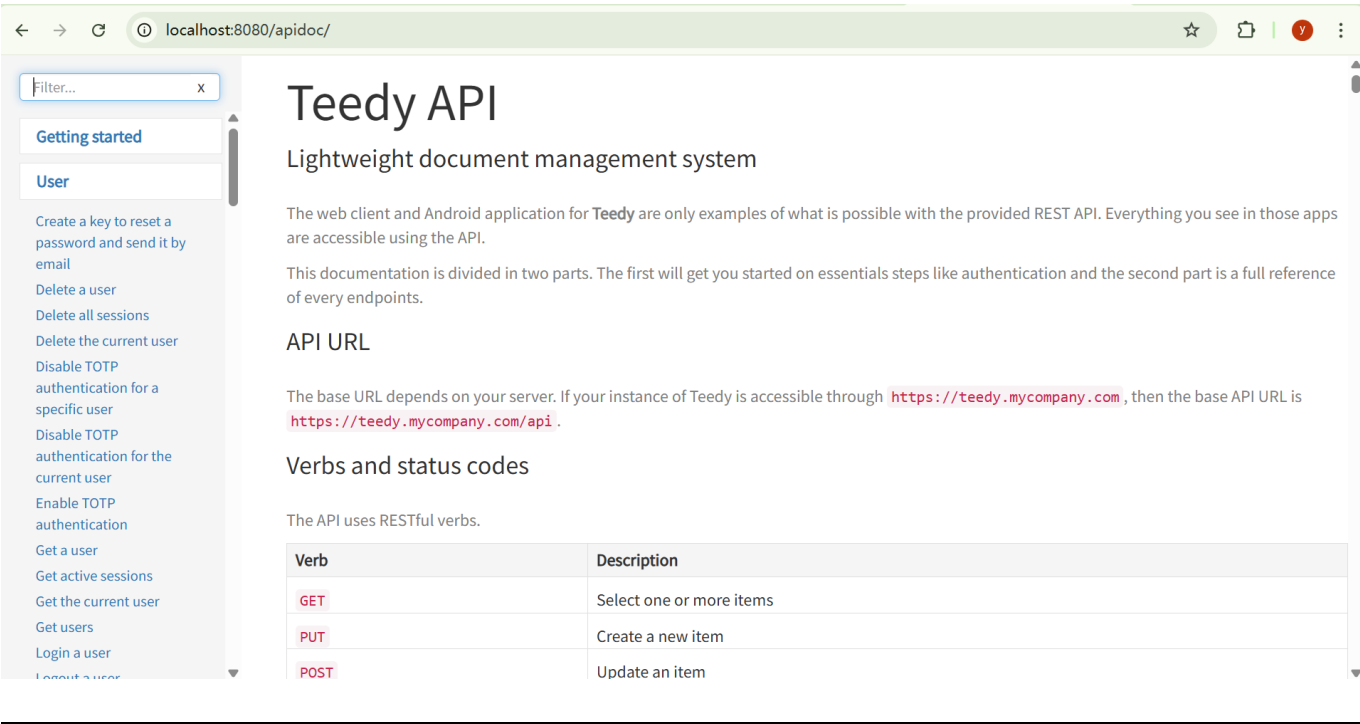 localhost:8080/apidoc/
y
Filter...
x
Getting started
User
Create a key to reset a
password and send it by
email
Delete a user
Delete all sessions
Delete the current user
Disable TOTP
authentication for a
specific user
Disable TOTP
authentication for the
current user
Enable TOTP
authentication
Get a user
Get active sessions
Get the current user
Get users
Login a user
Logout a user
Teedy API
Lightweight document management system
The web client and Android application for Teedy are only examples of what is possible with the provided REST API. Everything you see in those apps
are accessible using the API.
This documentation is divided in two parts. The first will get you started on essentials steps like authentication and the second part is a full reference
of every endpoints.
API URL
The base URL depends on your server. If your instance of Teedy is accessible through https://teedy.mycompany.com, then the base API URL is
https://teedy.mycompany.com/api.
Verbs and status codes
The API uses RESTful verbs.
Verb Description
GET Select one or more items
PUT Create a new item
POST Update an item